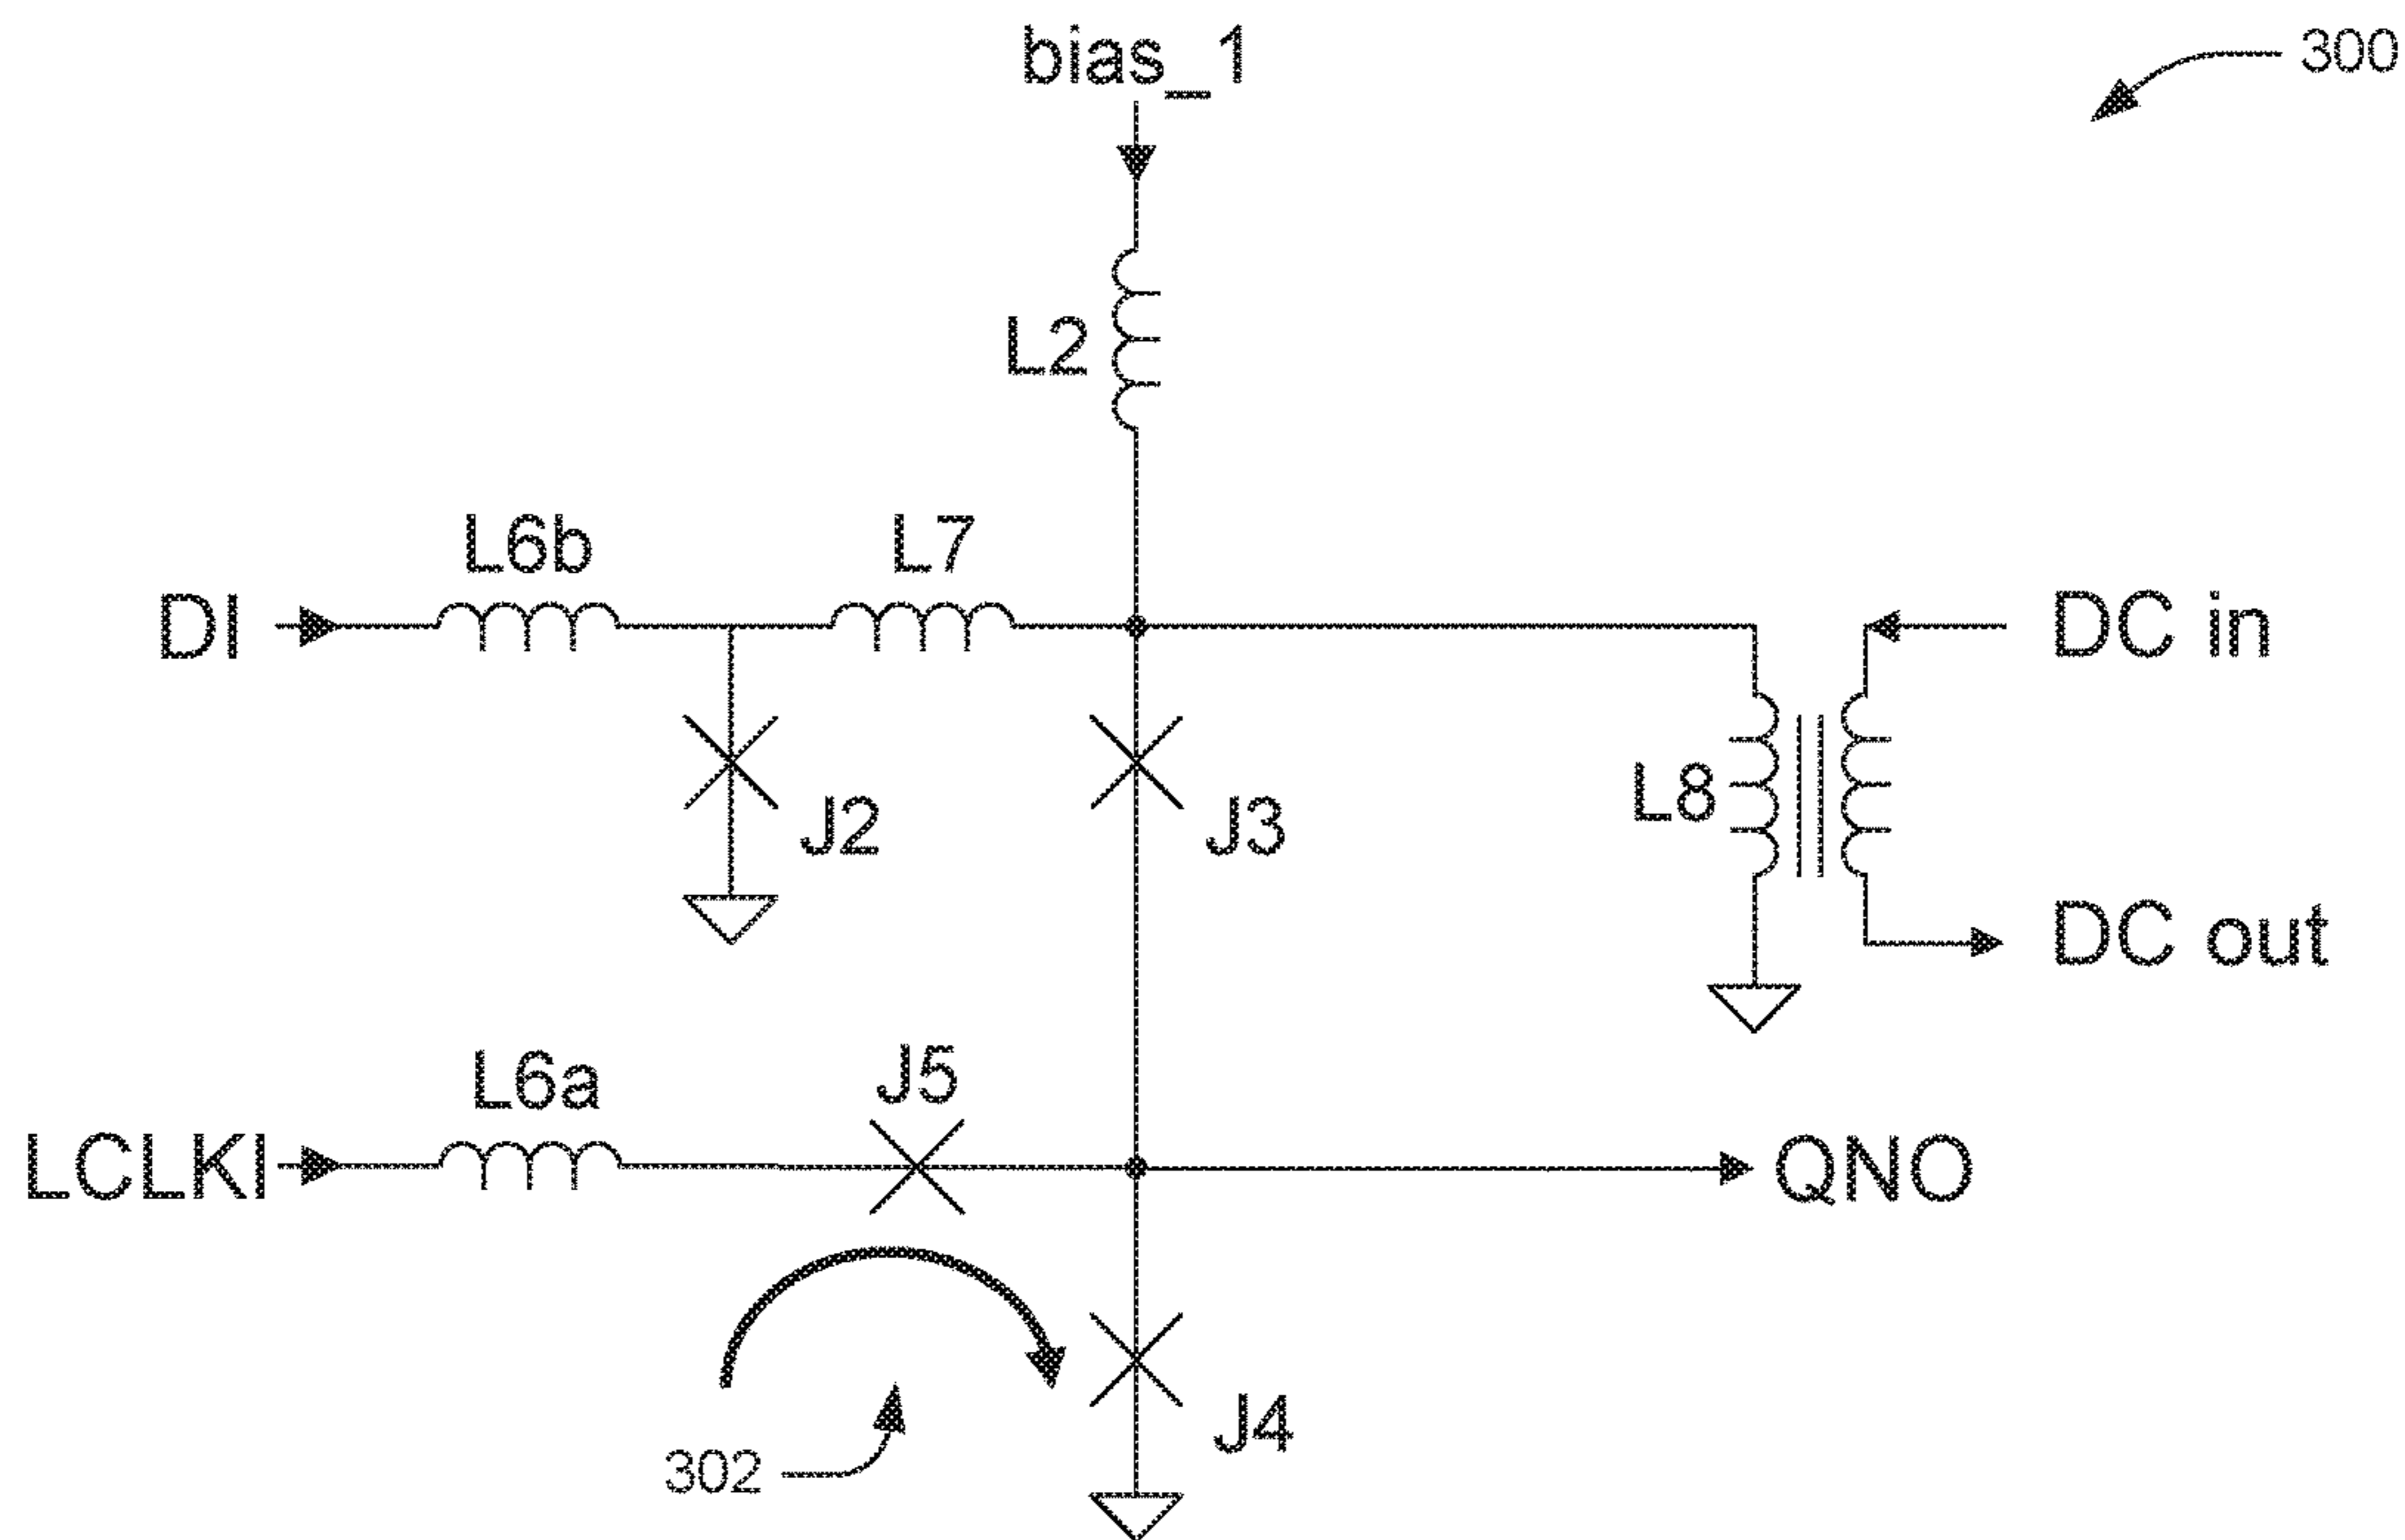 bias_1
300
L2
L6b
L7
DI
DC in
J2
J3
L8
DC out
L6a
J5
LCLKI
QNO
302
J4